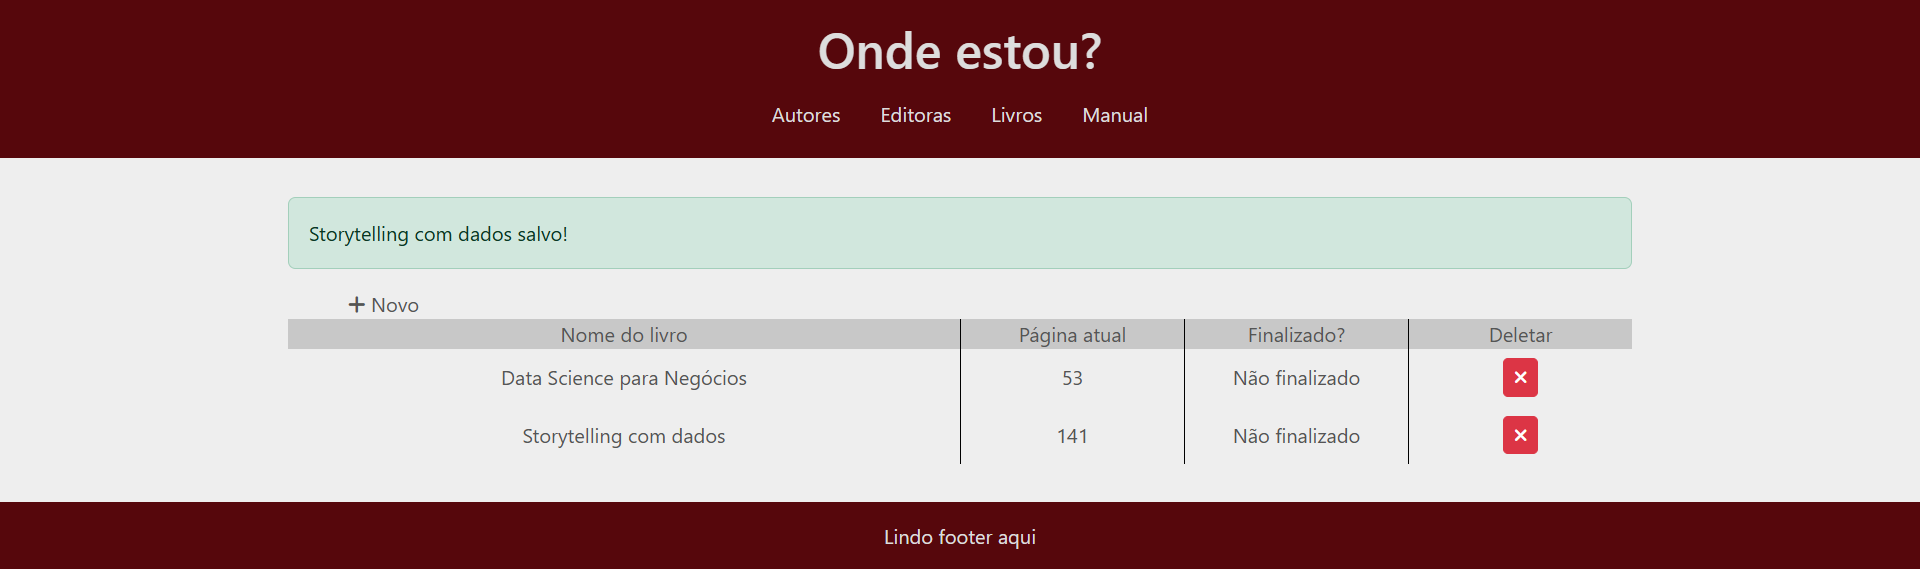 Onde estou?
Autores Editoras Livros Manual
Storytelling com dados salvo!
Novo
Nome do livro Página atual Finalizado? Deletar
Data Science para Negócios 53 Não finalizado
Storytelling com dados 141 Não finalizado
Lindo footer aqui